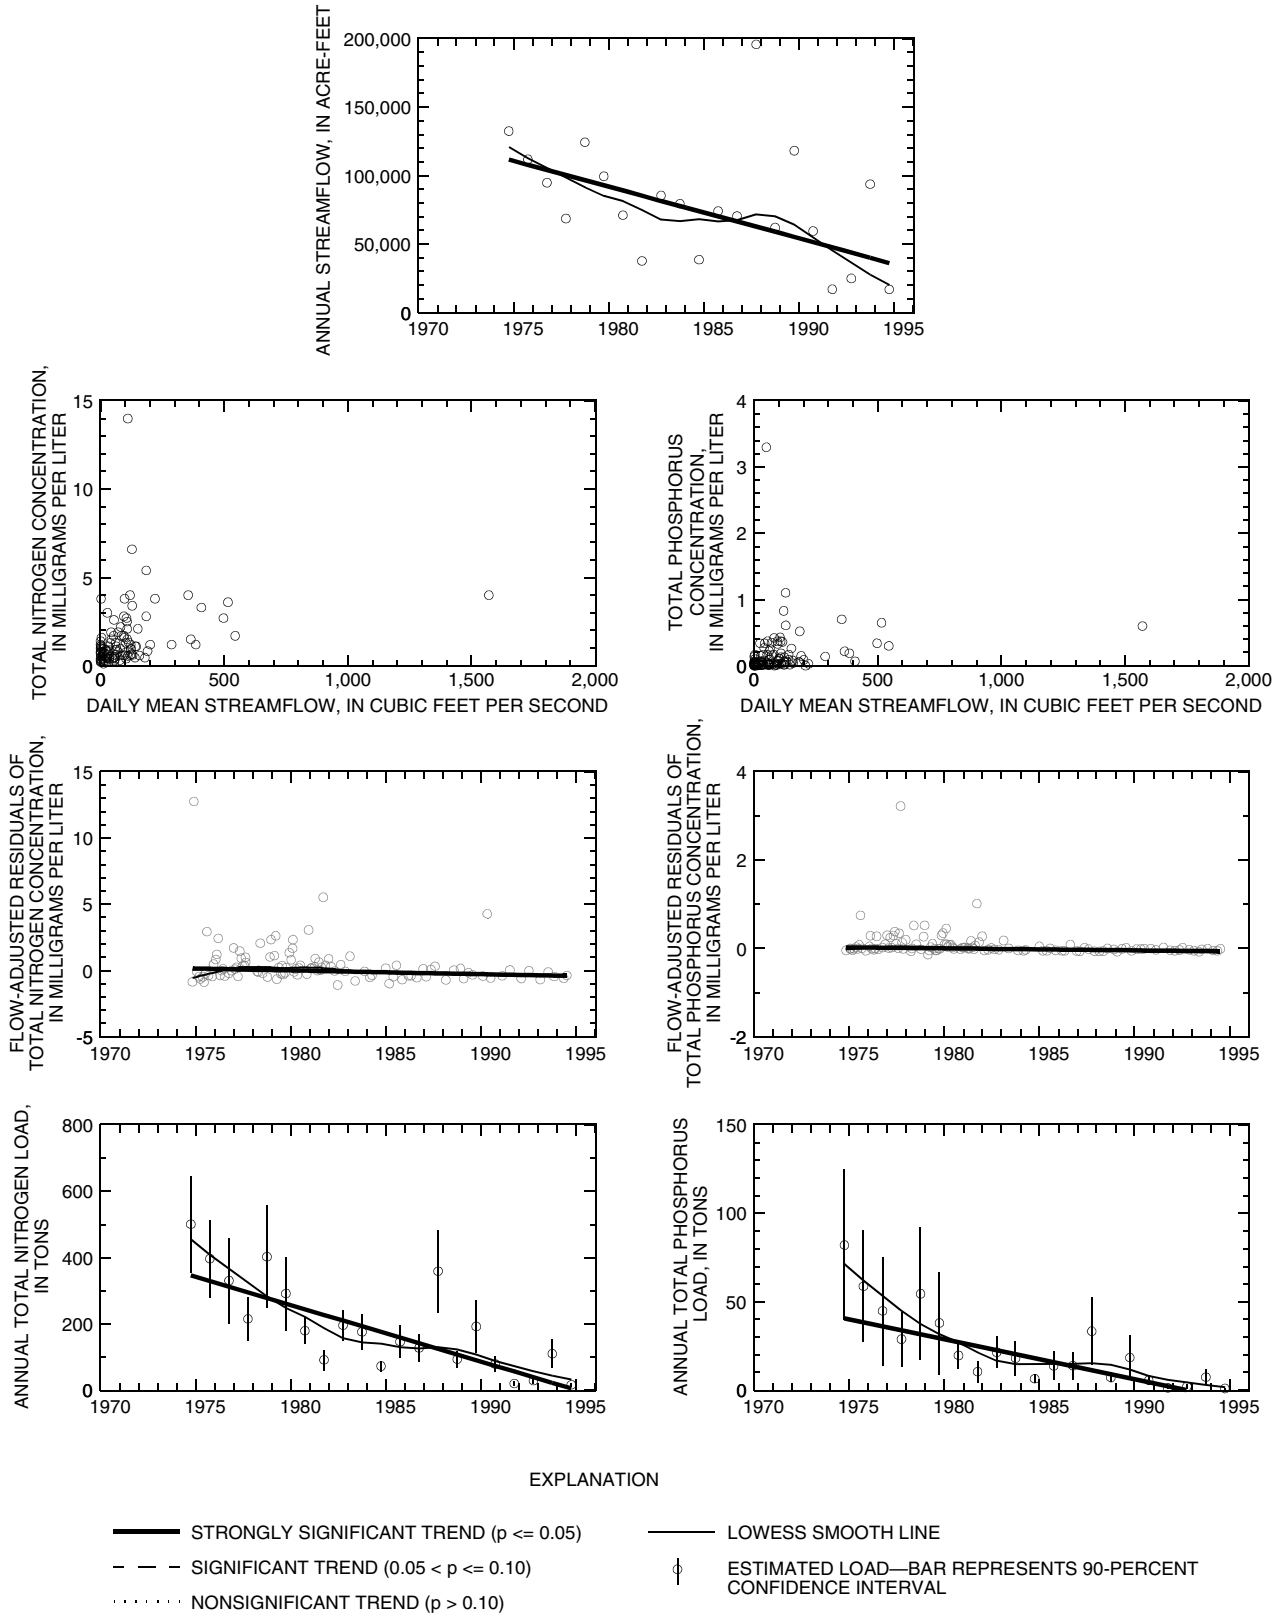 ANNUAL STREAMFLOW, IN ACRE-FEET
200,000
150,000
100,000
50,000
0
1970 1975 1980 1985 1990 1995
TOTAL NITROGEN CONCENTRATION,
IN MILLIGRAMS PER LITER
15
10
5
0
0 500 1,000 1,500 2,000
DAILY MEAN STREAMFLOW, IN CUBIC FEET PER SECOND
TOTAL PHOSPHORUS
CONCENTRATION,
IN MILLIGRAMS PER LITER
4
3
2
1
0
0 500 1,000 1,500 2,000
DAILY MEAN STREAMFLOW, IN CUBIC FEET PER SECOND
FLOW-ADJUSTED RESIDUALS OF
TOTAL NITROGEN CONCENTRATION,
IN MILLIGRAMS PER LITER
15
10
5
0
-5
1970 1975 1980 1985 1990 1995
FLOW-ADJUSTED RESIDUALS OF
TOTAL PHOSPHORUS CONCENTRATION,
IN MILLIGRAMS PER LITER
4
2
0
-2
1970 1975 1980 1985 1990 1995
ANNUAL TOTAL NITROGEN LOAD,
IN TONS
800
600
400
200
0
1970 1975 1980 1985 1990 1995
ANNUAL TOTAL PHOSPHORUS
LOAD, IN TONS
150
100
50
0
1970 1975 1980 1985 1990 1995
EXPLANATION
STRONGLY SIGNIFICANT TREND (p <= 0.05)
SIGNIFICANT TREND (0.05 < p <= 0.10)
NONSIGNIFICANT TREND (p > 0.10)
LOWESS SMOOTH LINE
ESTIMATED LOAD—BAR REPRESENTS 90-PERCENT
CONFIDENCE INTERVAL